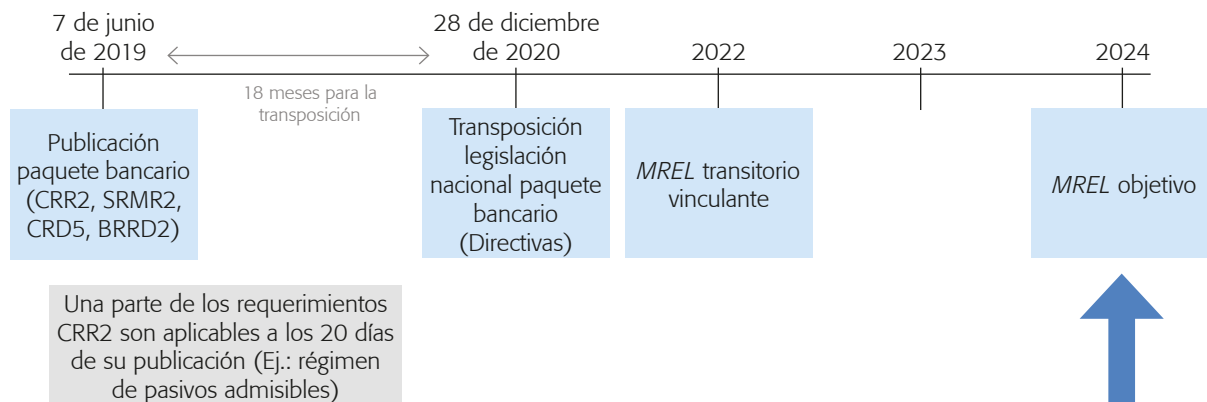 7 de junio
de 2019
28 de diciembre
de 2020
2022
2023
2024
18 meses para la
transposición
Publicación
paquete bancario
(CRR2, SRMR2,
CRD5, BRRD2)
Transposición
legislación
nacional paquete
bancario
(Directivas)
MREL transitorio
vinculante
MREL objetivo
Una parte de los requerimientos
CRR2 son aplicables a los 20 días
de su publicación (Ej.: régimen
de pasivos admisibles)